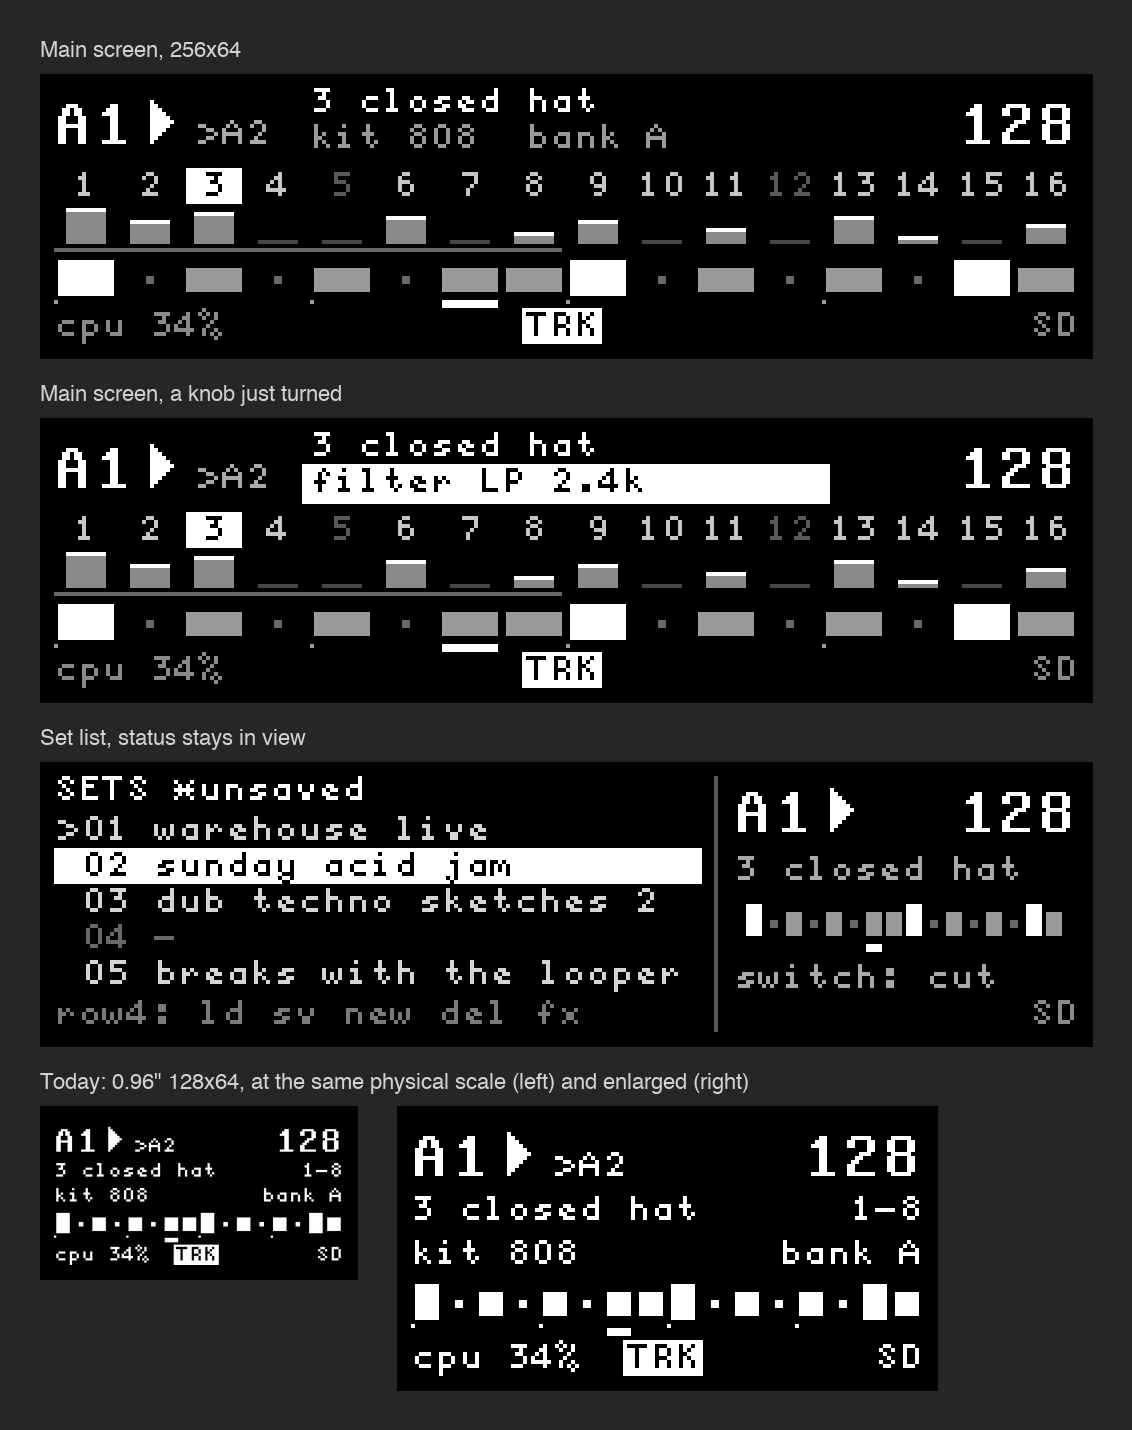 Main screen, 256x64
A1 >A2 3 closed hat 128
kit 808 bank A
1 2 3 4 5 6 7 8 9 10 11 12 13 14 15 16
cpu 34% TRK SD
Main screen, a knob just turned
A1 >A2 3 closed hat 128
filter LP 2.4k
1 2 3 4 5 6 7 8 9 10 11 12 13 14 15 16
cpu 34% TRK SD
Set list, status stays in view
SETS *unsaved
>01 warehouse live
02 sunday acid jam
03 dub techno sketches 2
04 -
05 breaks with the looper
row4: ld sv new del fx
A1 128
3 closed hat
switch: cut
SD
Today: 0.96" 128x64, at the same physical scale (left) and enlarged (right)
A1 >A2 128
3 closed hat 1-8
kit 808 bank A
cpu 34% TRK SD
A1 >A2 128
3 closed hat 1-8
kit 808 bank A
cpu 34% TRK SD